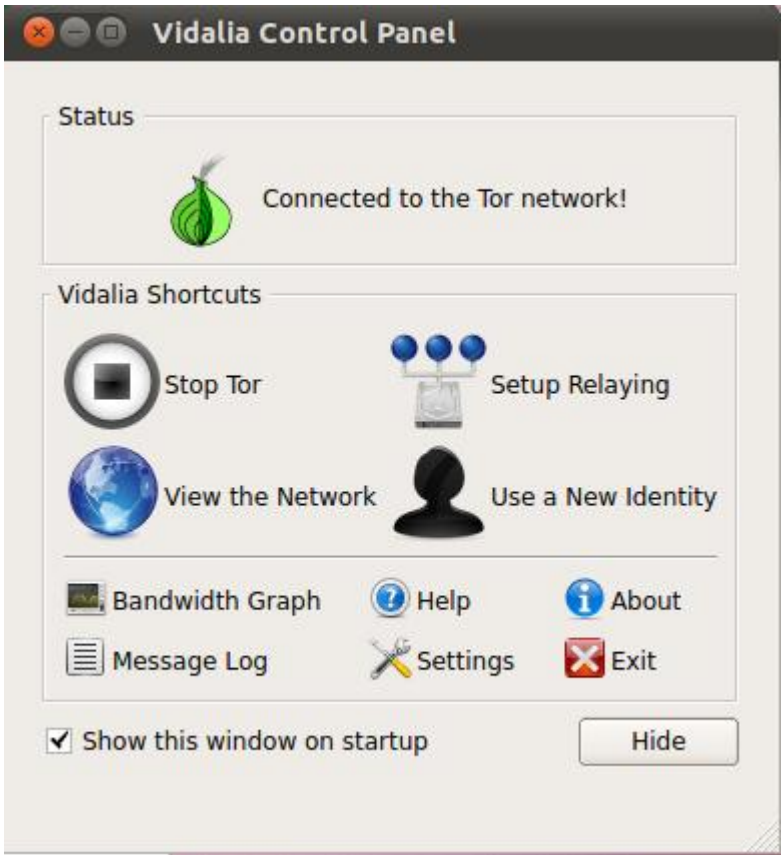 Vidalia Control Panel
Status
Connected to the Tor network!
Vidalia Shortcuts
Stop Tor
Setup Relaying
View the Network
Use a New Identity
Bandwidth Graph
Help
About
Message Log
Settings
Exit
Show this window on startup
Hide